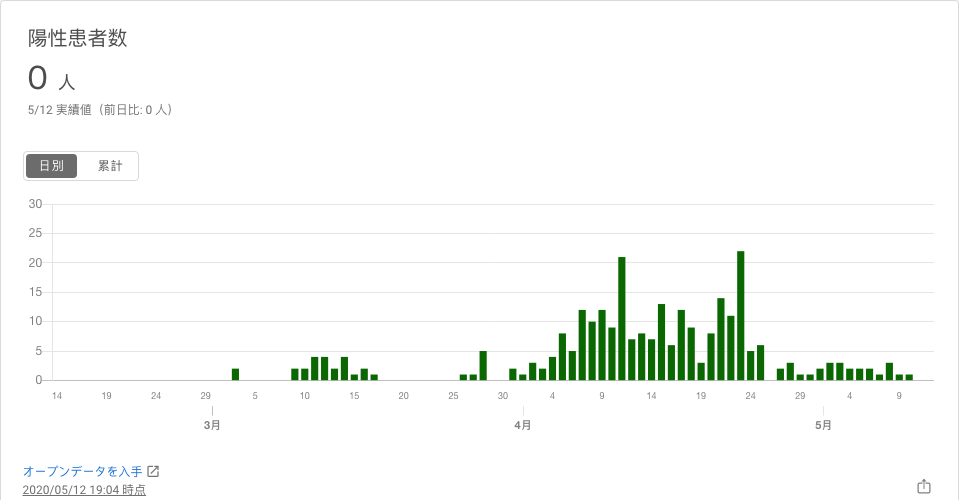 陽性患者数
0 人
5/12 実績値（前日比: 0 人）
日別 累計
30
25
20
15
10
5
0
14 19 24 29 5 10 15 20 25 30 4 9 14 19 24 29 4 9
3月 4月 5月
オープンデータを入手
2020/05/12 19:04 時点